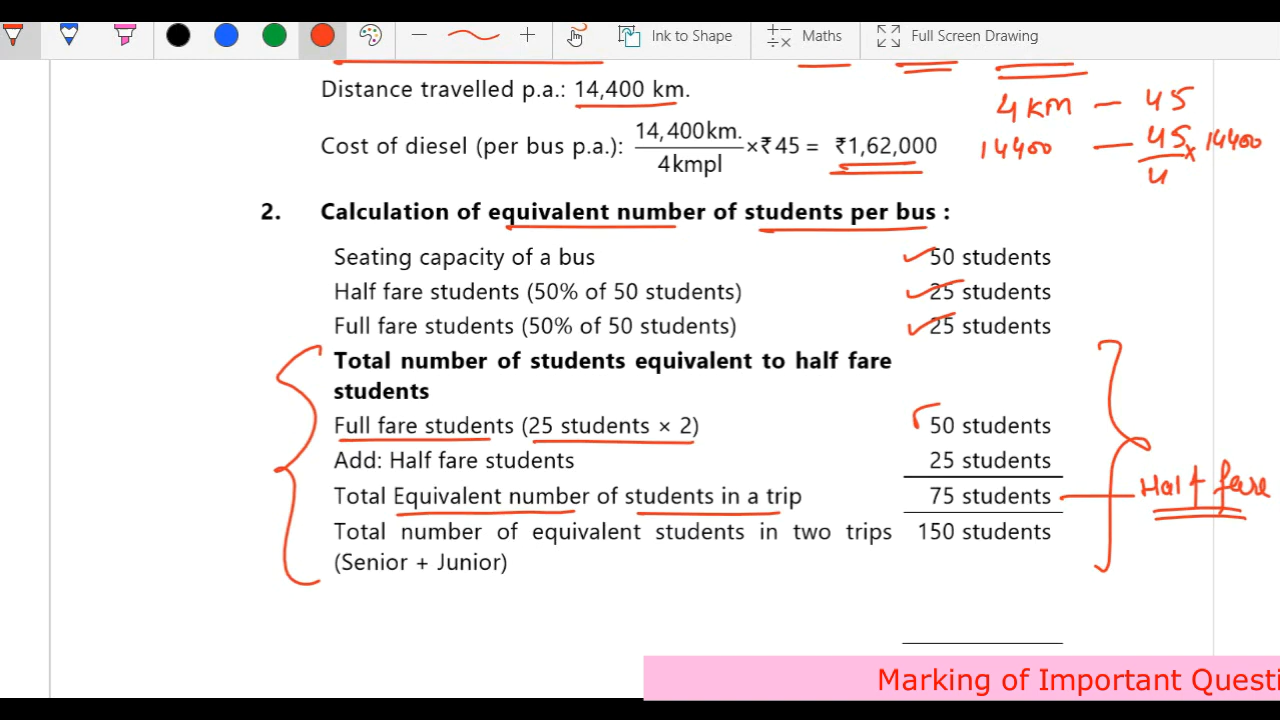 Ink to Shape Maths Full Screen Drawing
Distance travelled p.a.: 14,400 km.
4 KM — 45
Cost of diesel (per bus p.a.): 14,400km. / 4kmpl ×₹45 = ₹1,62,000
14400 — 45 / 4 × 14400
2. Calculation of equivalent number of students per bus :
Seating capacity of a bus 50 students
Half fare students (50% of 50 students) 25 students
Full fare students (50% of 50 students) 25 students
Total number of students equivalent to half fare
students
Full fare students (25 students × 2) 50 students
Add: Half fare students 25 students
Total Equivalent number of students in a trip 75 students — Half fare
Total number of equivalent students in two trips 150 students
(Senior + Junior)
Marking of Important Questi